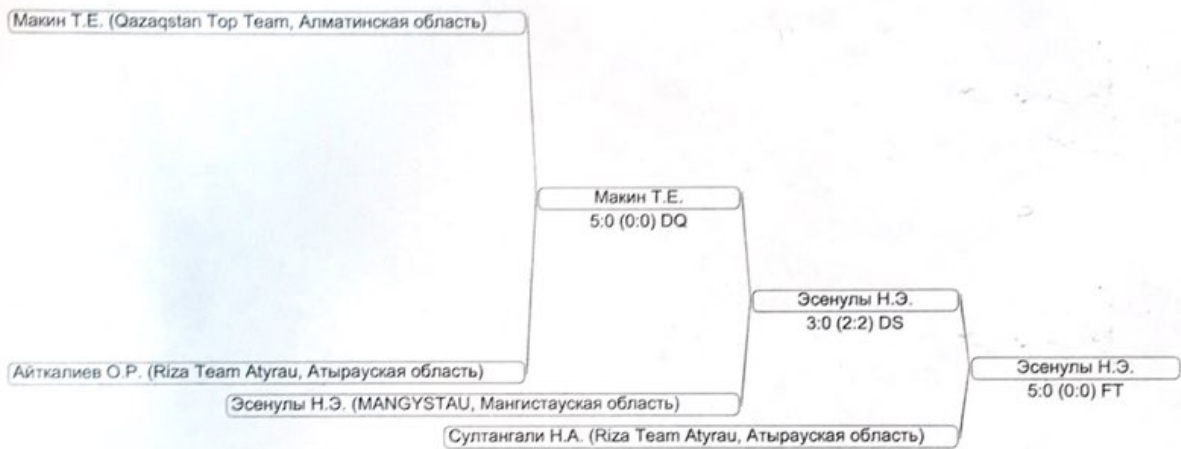 Макин Т.Е. (Qazaqstan Top Team, Алматинская область)
Макин Т.Е.
5:0 (0:0) DQ
Эсенулы Н.Э.
3:0 (2:2) DS
Айткалиев О.Р. (Riza Team Atyrau, Атырауская область)
Эсенулы Н.Э.
5:0 (0:0) FT
Эсенулы Н.Э. (MANGYSTAU, Мангистауская область)
Султангали Н.А. (Riza Team Atyrau, Атырауская область)